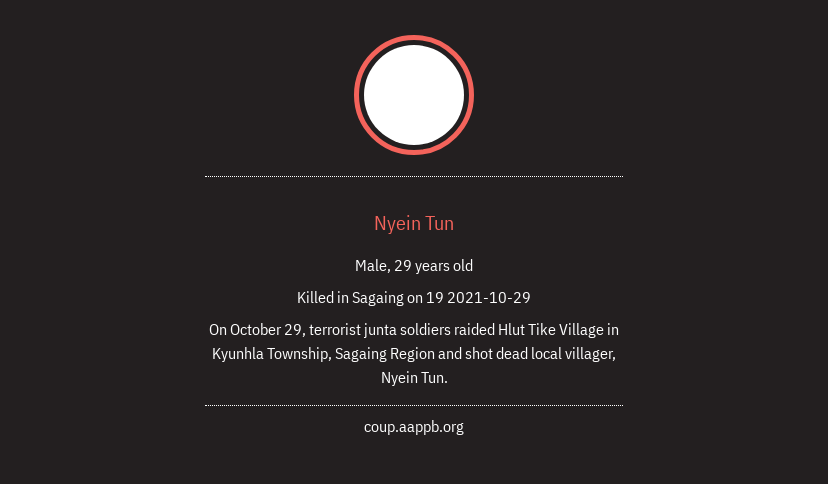 Nyein Tun
Male, 29 years old
Killed in Sagaing on 19 2021-10-29
On October 29, terrorist junta soldiers raided Hlut Tike Village in
Kyunhla Township, Sagaing Region and shot dead local villager,
Nyein Tun.
coup.aappb.org